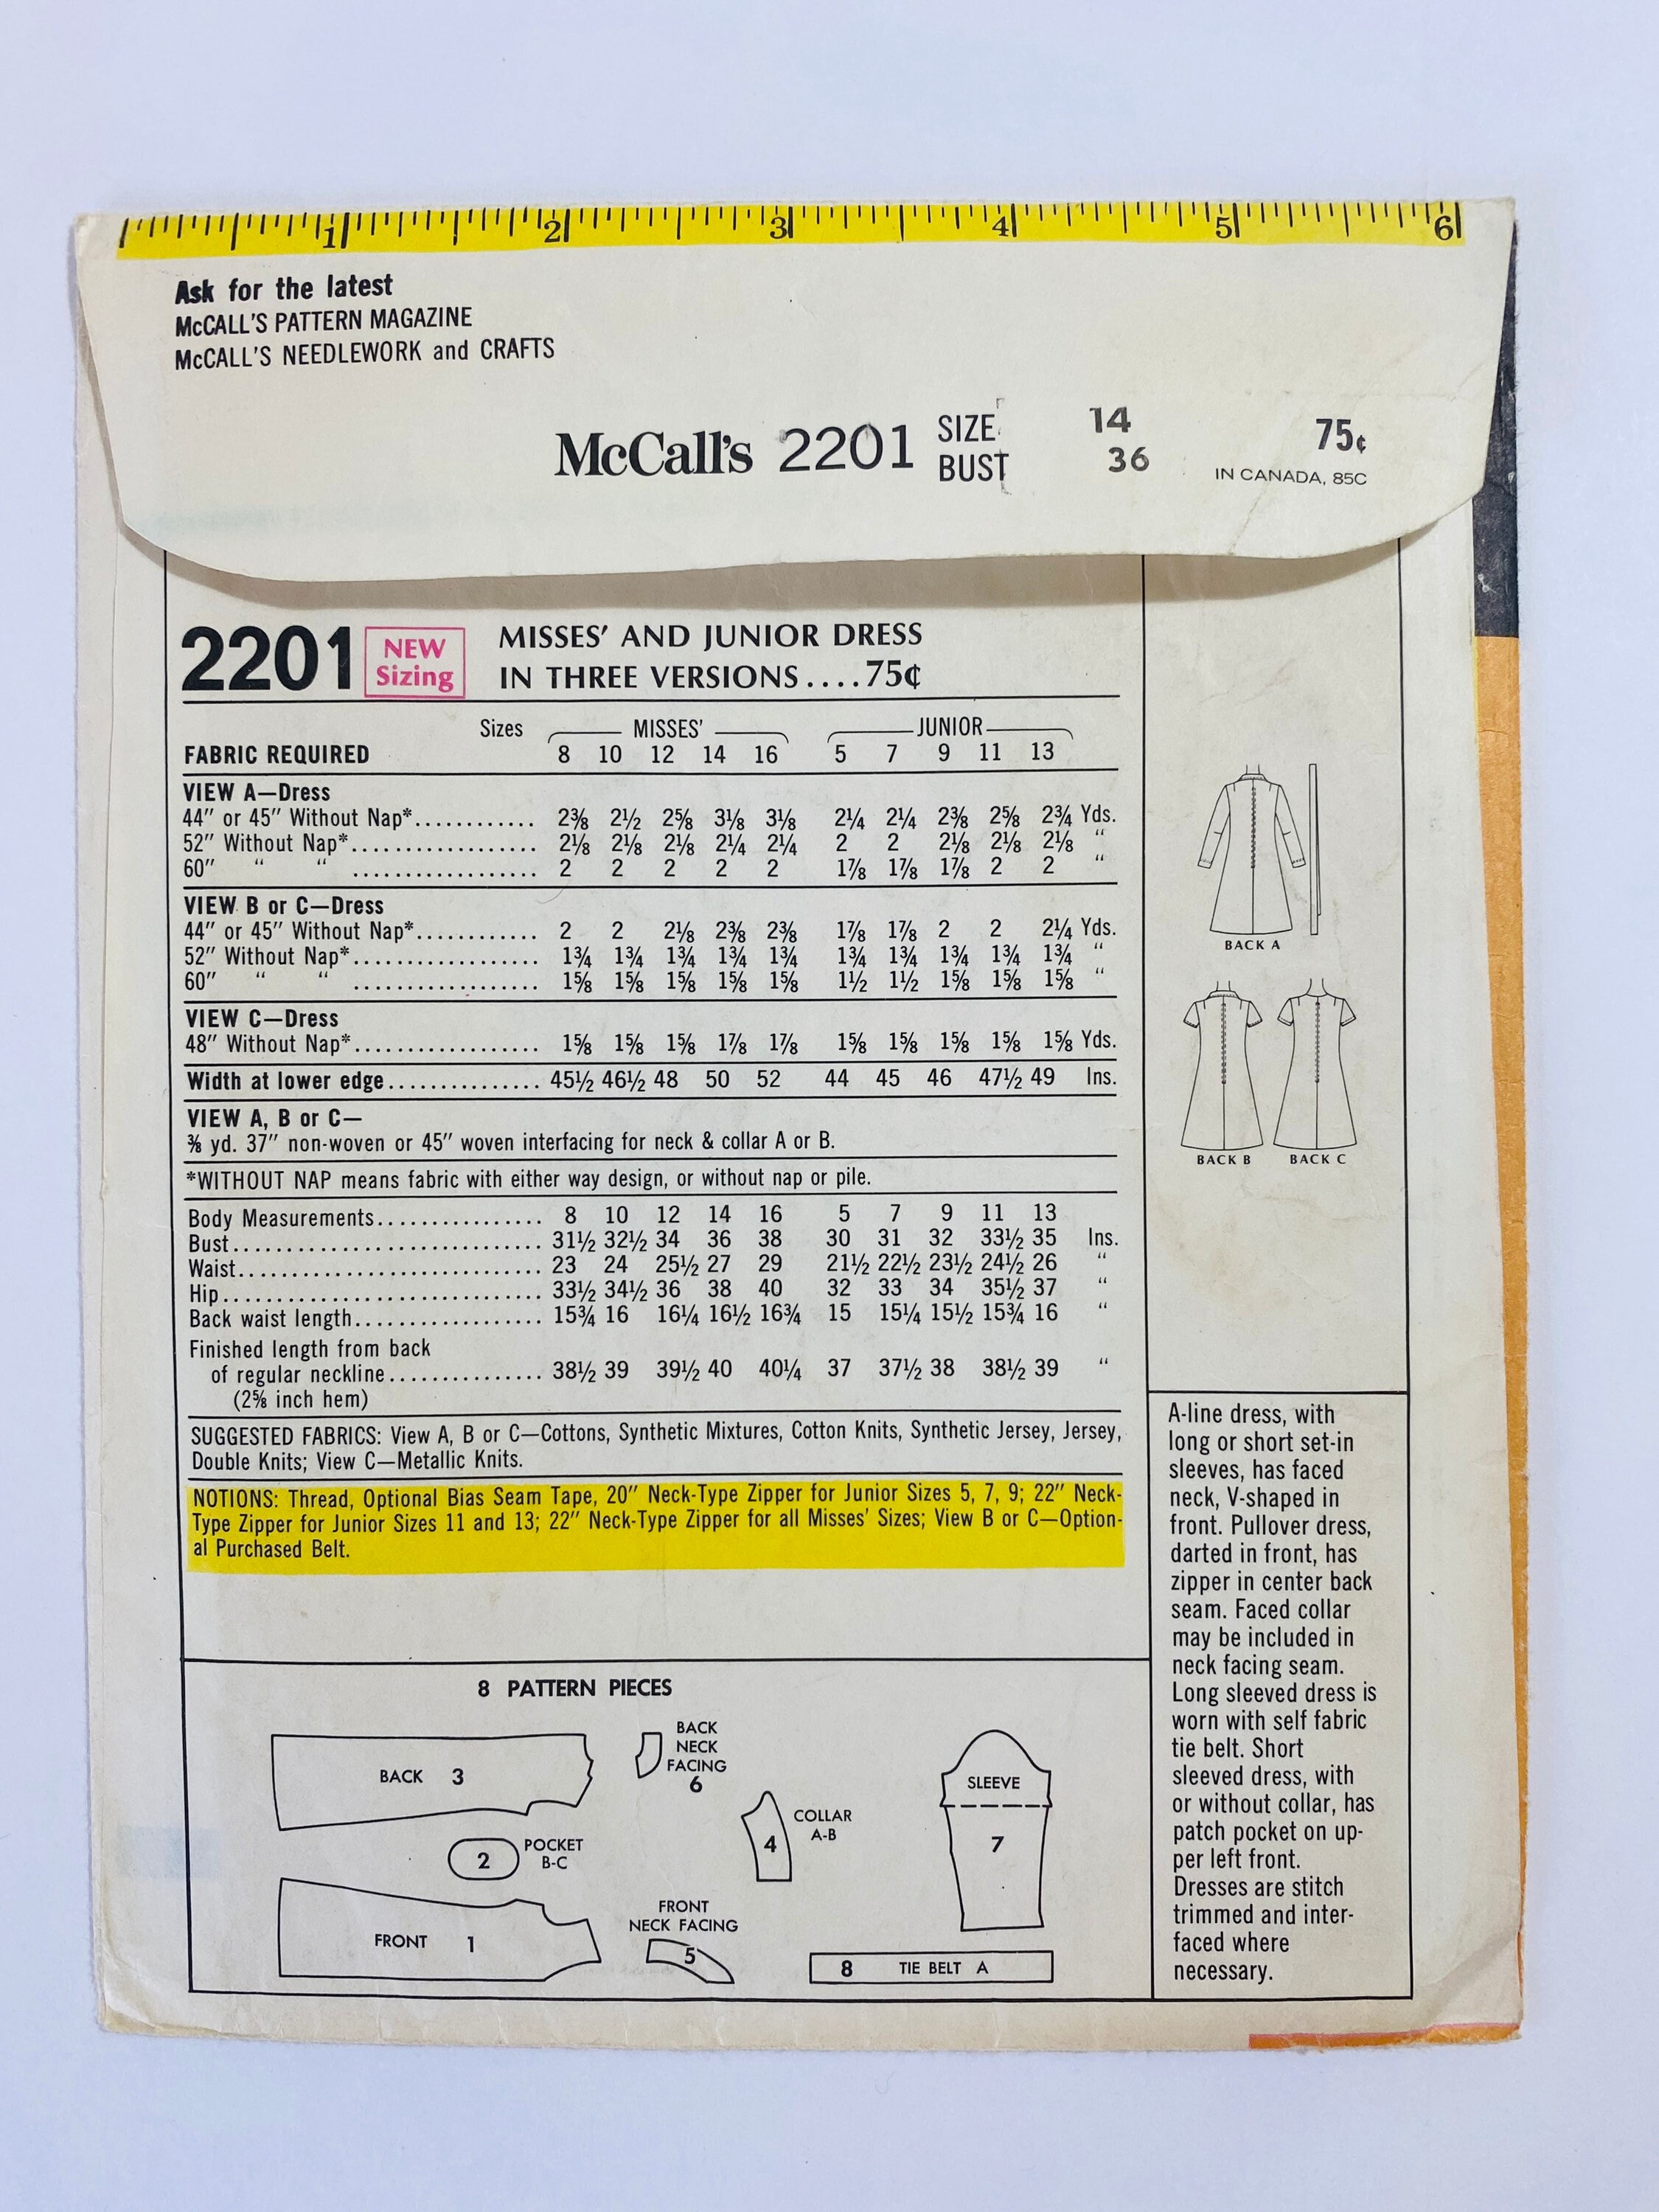 1 2 3 4 5 6
Ask for the latest
McCALL'S PATTERN MAGAZINE
McCALL'S NEEDLEWORK and CRAFTS
McCall's 2201 SIZE 14 75¢
BUST 36 IN CANADA, 85C
2201 NEW Sizing MISSES' AND JUNIOR DRESS
IN THREE VERSIONS....75¢
Sizes MISSES' JUNIOR
FABRIC REQUIRED 8 10 12 14 16 5 7 9 11 13
VIEW A—Dress
44" or 45" Without Nap*............ 2⅜ 2½ 2⅝ 3⅛ 3⅛ 2¼ 2¼ 2⅜ 2⅝ 2¾ Yds.
52" Without Nap*.................. 2⅛ 2⅛ 2⅛ 2¼ 2¼ 2 2 2⅛ 2⅛ 2⅛ "
60" " " .................. 2 2 2 2 2 1⅞ 1⅞ 1⅞ 2 2 "
VIEW B or C—Dress
44" or 45" Without Nap*............ 2 2 2⅛ 2⅜ 2⅜ 1⅞ 1⅞ 2 2 2¼ Yds.
52" Without Nap*.................. 1¾ 1¾ 1¾ 1¾ 1¾ 1¾ 1¾ 1¾ 1¾ 1¾ "
60" " " .................. 1⅝ 1⅝ 1⅝ 1⅝ 1⅝ 1½ 1½ 1⅝ 1⅝ 1⅝ "
VIEW C—Dress
48" Without Nap*.................. 1⅝ 1⅝ 1⅝ 1⅞ 1⅞ 1⅝ 1⅝ 1⅝ 1⅝ 1⅝ Yds.
Width at lower edge............... 45½ 46½ 48 50 52 44 45 46 47½ 49 Ins.
VIEW A, B or C—
⅜ yd. 37" non-woven or 45" woven interfacing for neck & collar A or B.
*WITHOUT NAP means fabric with either way design, or without nap or pile.
Body Measurements................ 8 10 12 14 16 5 7 9 11 13
Bust.............................. 31½ 32½ 34 36 38 30 31 32 33½ 35 Ins.
Waist............................. 23 24 25½ 27 29 21½ 22½ 23½ 24½ 26 "
Hip............................... 33½ 34½ 36 38 40 32 33 34 35½ 37 "
Back waist length.................. 15¾ 16 16¼ 16½ 16¾ 15 15¼ 15½ 15¾ 16 "
Finished length from back
of regular neckline............... 38½ 39 39½ 40 40¼ 37 37½ 38 38½ 39 "
(2⅝ inch hem)
SUGGESTED FABRICS: View A, B or C—Cottons, Synthetic Mixtures, Cotton Knits, Synthetic Jersey, Jersey,
Double Knits; View C—Metallic Knits.
NOTIONS: Thread, Optional Bias Seam Tape, 20" Neck-Type Zipper for Junior Sizes 5, 7, 9; 22" Neck-
Type Zipper for Junior Sizes 11 and 13; 22" Neck-Type Zipper for all Misses' Sizes; View B or C—Option-
al Purchased Belt.
BACK A
BACK B BACK C
A-line dress, with
long or short set-in
sleeves, has faced
neck, V-shaped in
front. Pullover dress,
darted in front, has
zipper in center back
seam. Faced collar
may be included in
neck facing seam.
Long sleeved dress is
worn with self fabric
tie belt. Short
sleeved dress, with
or without collar, has
patch pocket on up-
per left front.
Dresses are stitch
trimmed and inter-
faced where
necessary.
8 PATTERN PIECES
BACK 3
BACK
NECK
FACING
6
SLEEVE
7
COLLAR
A-B
4
2 POCKET
B-C
FRONT 1
FRONT
NECK FACING
5
8 TIE BELT A